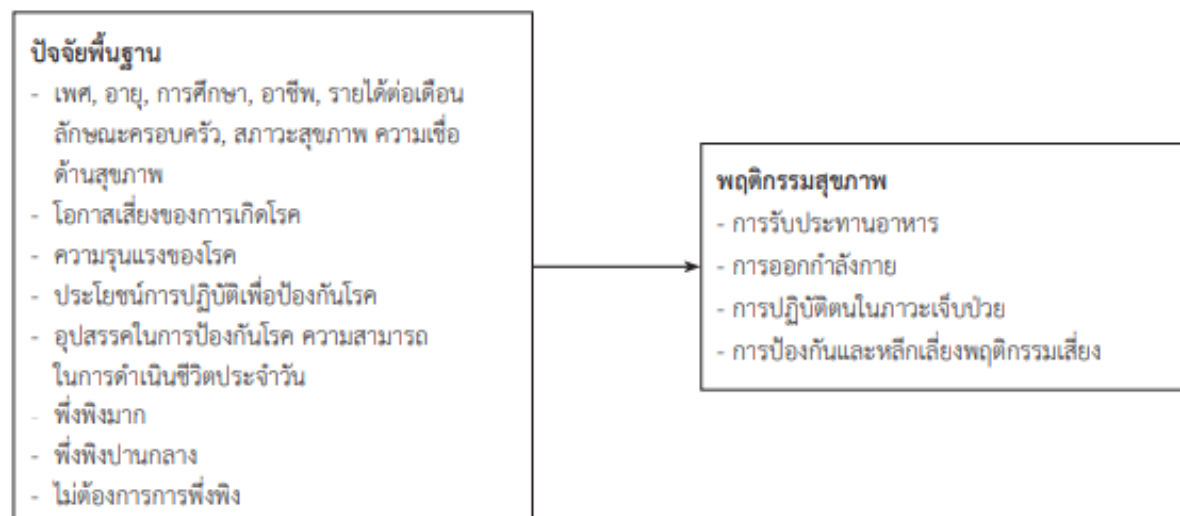 ปัจจัยพื้นฐาน
- เพศ, อายุ, การศึกษา, อาชีพ, รายได้ต่อเดือน
ลักษณะครอบครัว, สภาวะสุขภาพ ความเชื่อ
ด้านสุขภาพ
- โอกาสเสี่ยงของการเกิดโรค
- ความรุนแรงของโรค
- ประโยชน์การปฏิบัติเพื่อป้องกันโรค
- อุปสรรคในการป้องกันโรค ความสามารถ
ในการดำเนินชีวิตประจำวัน
- พึ่งพิงมาก
- พึ่งพิงปานกลาง
- ไม่ต้องการการพึ่งพิง
พฤติกรรมสุขภาพ
- การรับประทานอาหาร
- การออกกำลังกาย
- การปฏิบัติตนในภาวะเจ็บป่วย
- การป้องกันและหลีกเลี่ยงพฤติกรรมเสี่ยง